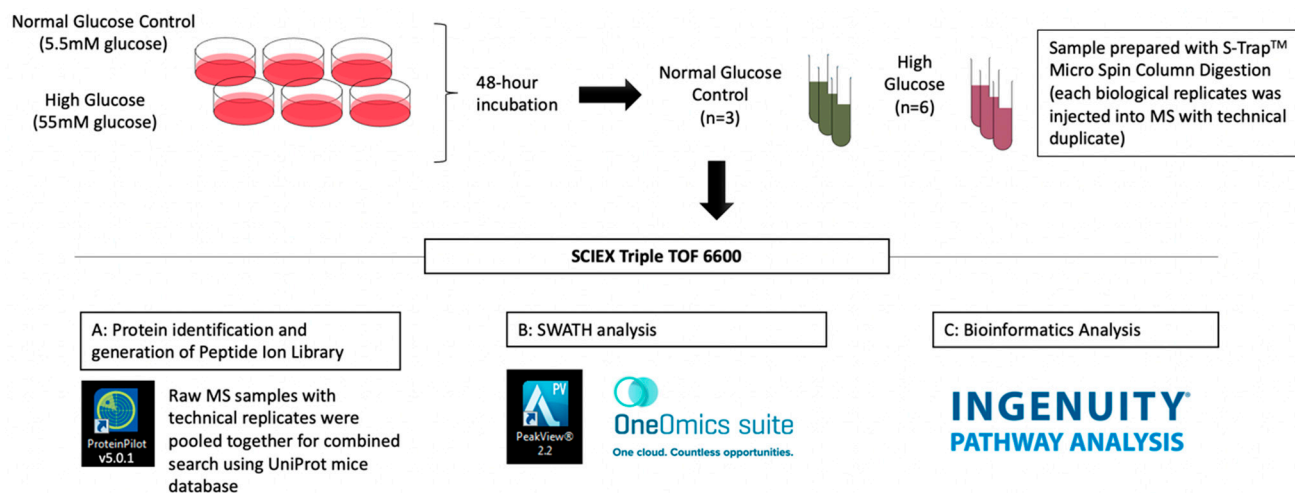 Normal Glucose Control
(5.5mM glucose)
High Glucose
(55mM glucose)
48-hour
incubation
Normal Glucose
Control
(n=3)
High
Glucose
(n=6)
Sample prepared with S-Trap™
Micro Spin Column Digestion
(each biological replicates was
injected into MS with technical
duplicate)
SCIEX Triple TOF 6600
A: Protein identification and
generation of Peptide Ion Library
ProteinPilot
v5.0.1
Raw MS samples with
technical replicates were
pooled together for combined
search using UniProt mice
database
B: SWATH analysis
PV
PeakView®
2.2
OneOmics suite
One cloud. Countless opportunities.
C: Bioinformatics Analysis
INGENUITY®
PATHWAY ANALYSIS